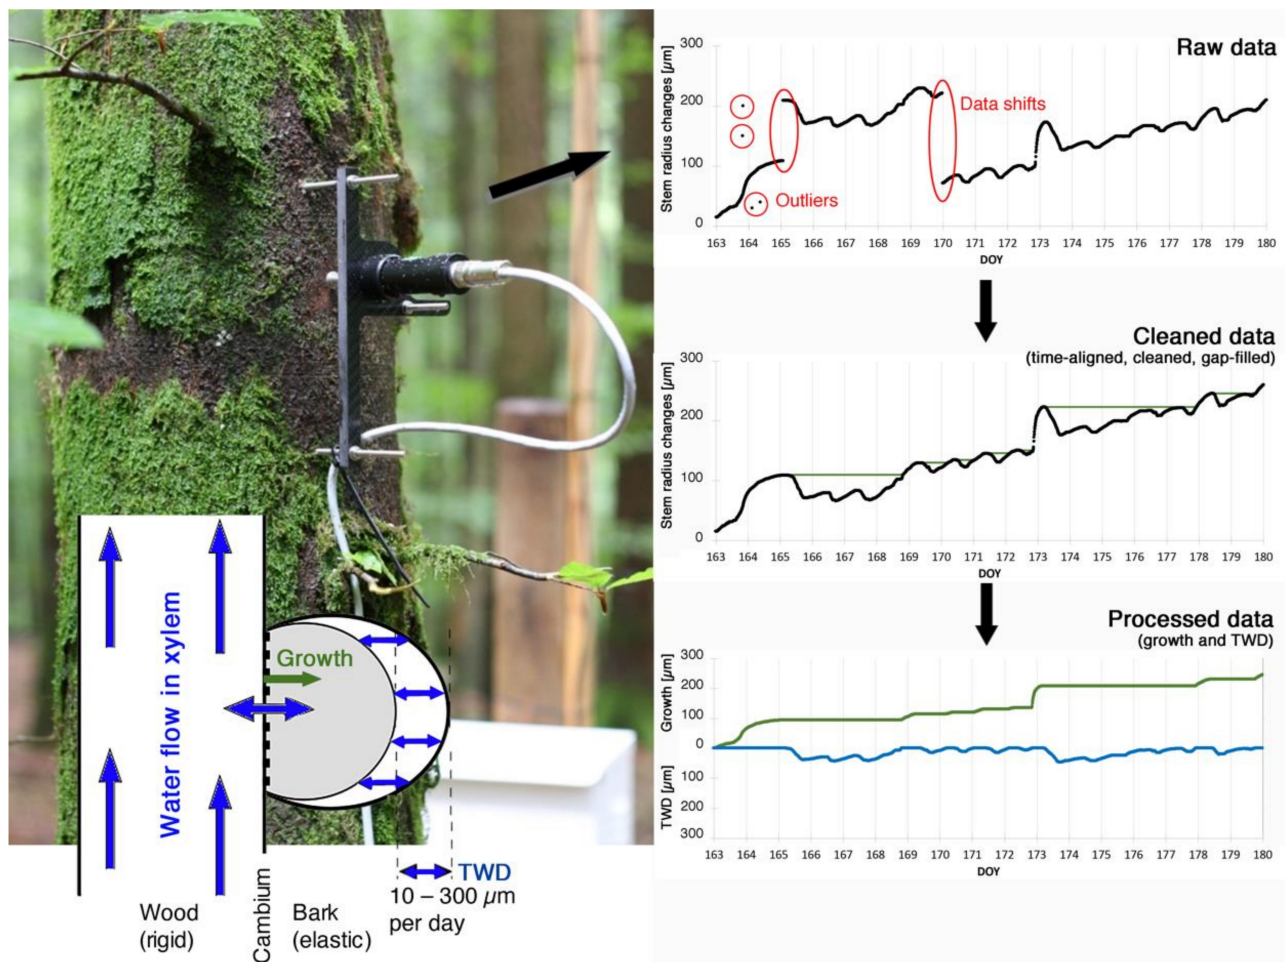 Growth
Water flow in xylem
TWD
10 – 300 µm
per day
Wood
(rigid)
Cambium
Bark
(elastic)
Raw data
Stem radius changes [µm]
300
200
100
0
Data shifts
Outliers
163 164 165 166 167 168 169 170 171 172 173 174 175 176 177 178 179 180
DOY
Cleaned data
(time-aligned, cleaned, gap-filled)
Stem radius changes [µm]
300
200
100
0
163 164 165 166 167 168 169 170 171 172 173 174 175 176 177 178 179 180
DOY
Processed data
(growth and TWD)
Growth [µm]
TWD [µm]
300
200
100
0
100
200
300
163 164 165 166 167 168 169 170 171 172 173 174 175 176 177 178 179 180
DOY